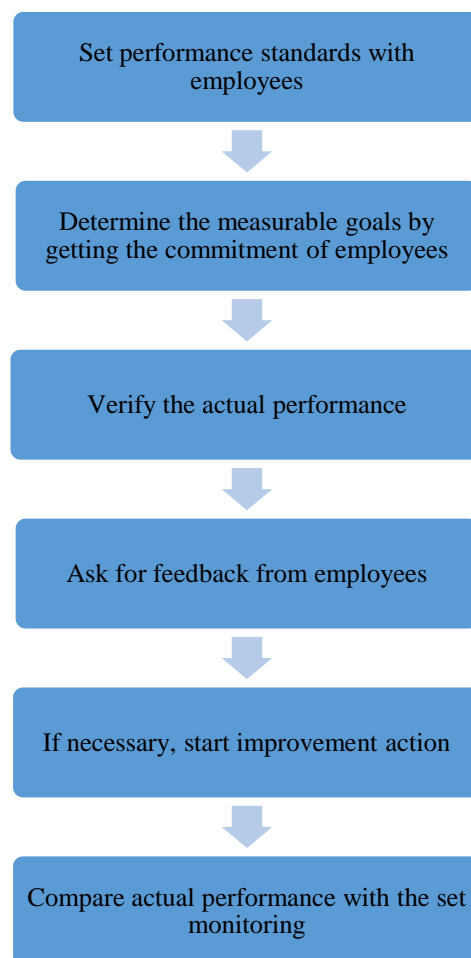 Set performance standards with
employees
Determine the measurable goals by
getting the commitment of employees
Verify the actual performance
Ask for feedback from employees
If necessary, start improvement action
Compare actual performance with the set
monitoring